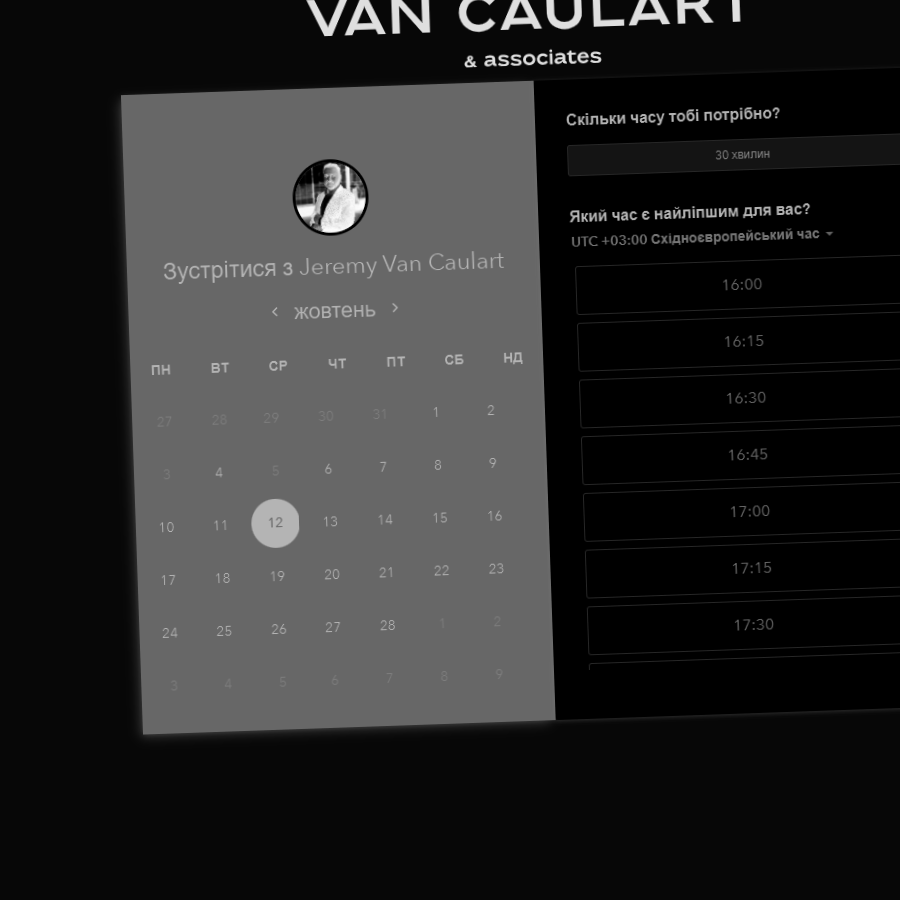 VAN CAULART
& associates
Зустрітися з Jeremy Van Caulart
жовтень
ПН ВТ СР ЧТ ПТ СБ НД
27 28 29 30 31 1 2
3 4 5 6 7 8 9
10 11 12 13 14 15 16
17 18 19 20 21 22 23
24 25 26 27 28 1 2
3 4 5 6 7 8 9
Скільки часу тобі потрібно?
30 хвилин
Який час є найліпшим для вас?
UTC +03:00 Східноєвропейський час
16:00
16:15
16:30
16:45
17:00
17:15
17:30